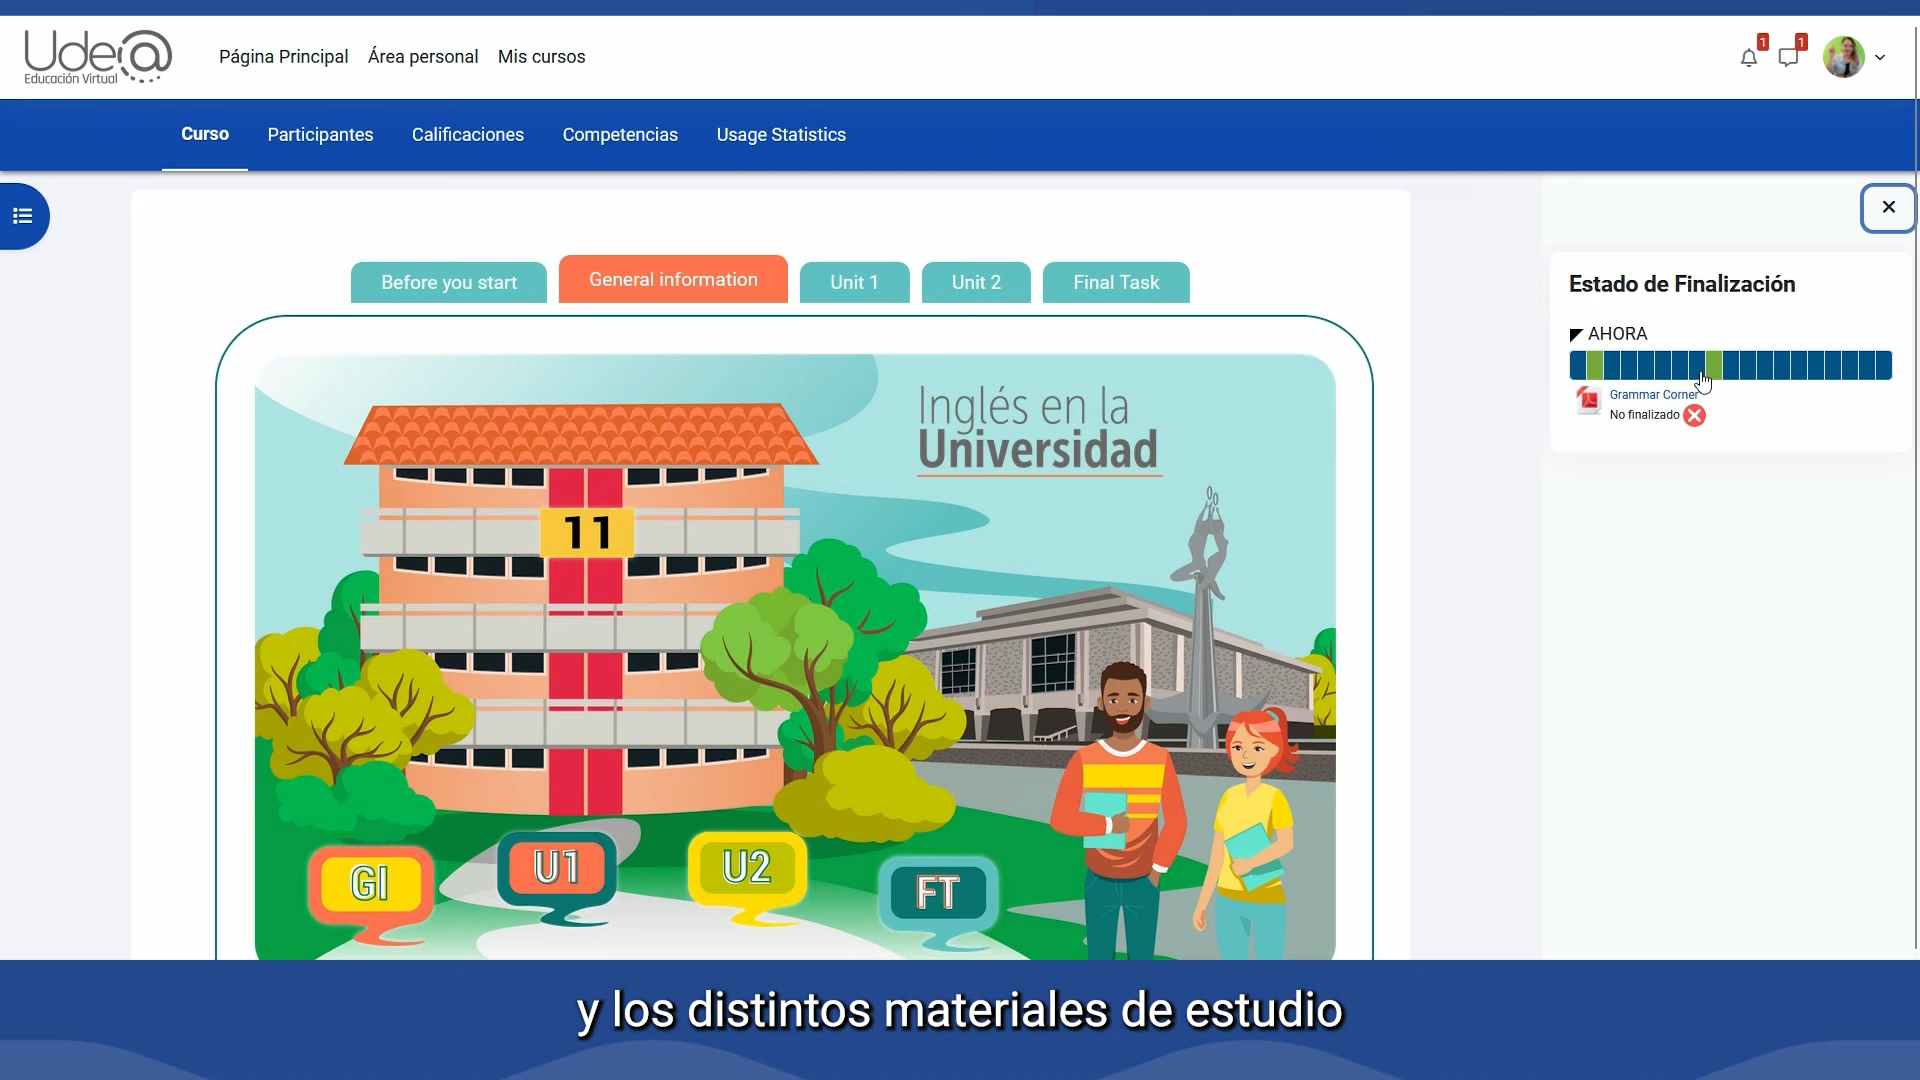 Ude@
Educación Virtual
Página Principal
Área personal
Mis cursos
1
1
Curso
Participantes
Calificaciones
Competencias
Usage Statistics
Before you start
General information
Unit 1
Unit 2
Final Task
Estado de Finalización
AHORA
Grammar Corner
No finalizado
Inglés en la
Universidad
11
GI
U1
U2
FT
y los distintos materiales de estudio